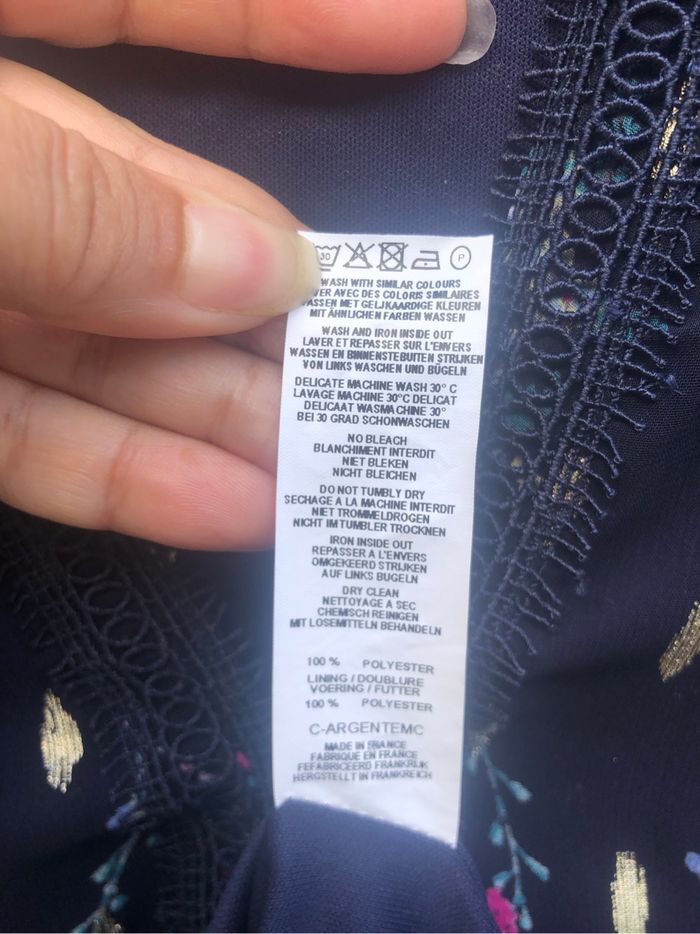 30 P
WASH WITH SIMILAR COLOURS
AVEC DES COLORIS SIMILAIRES
MET GELIJKAARDIGE KLEUREN
MIT ÄHNLICHEN FARBEN WASSEN
WASH AND IRON INSIDE OUT
LAVER ET REPASSER SUR L'ENVERS
WASSEN EN BINNENSTEBUITEN STRIJKEN
VON LINKS WASCHEN UND BÜGELN
DELICATE MACHINE WASH 30° C
LAVAGE MACHINE 30°C DELICAT
DELICAAT WASMACHINE 30°
BEI 30 GRAD SCHONWASCHEN
NO BLEACH
BLANCHIMENT INTERDIT
NIET BLEKEN
NICHT BLEICHEN
DO NOT TUMBLY DRY
SECHAGE A LA MACHINE INTERDIT
NIET TROMMELDROGEN
NICHT IM TUMBLER TROCKNEN
IRON INSIDE OUT
REPASSER A L'ENVERS
OMGEKEERD STRIJKEN
AUF LINKS BUGELN
DRY CLEAN
NETTOYAGE A SEC
CHEMISCH REINIGEN
MIT LOSEMITTELN BEHANDELN
100 % POLYESTER
LINING / DOUBLURE
VOERING / FUTTER
100 % POLYESTER
C-ARGENTEMC
MADE IN FRANCE
FABRIQUE EN FRANCE
FEFABRICEERD FRANKRIJK
HERGSTELLT IN FRANKREICH